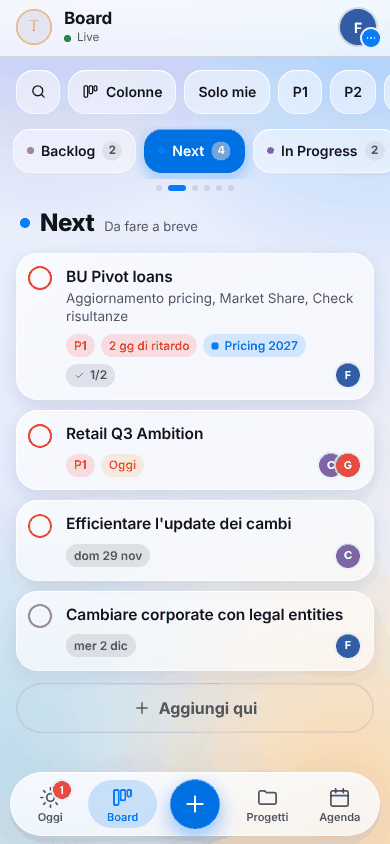 T
Board
Live
F
Colonne
Solo mie
P1
P2
Backlog 2
Next 4
In Progress 2
Next Da fare a breve
BU Pivot loans
Aggiornamento pricing, Market Share, Check
risultanze
P1 2 gg di ritardo Pricing 2027
1/2 F
Retail Q3 Ambition
P1 Oggi C G
Efficientare l'update dei cambi
dom 29 nov C
Cambiare corporate con legal entities
mer 2 dic F
Aggiungi qui
1
Oggi
Board
Progetti
Agenda